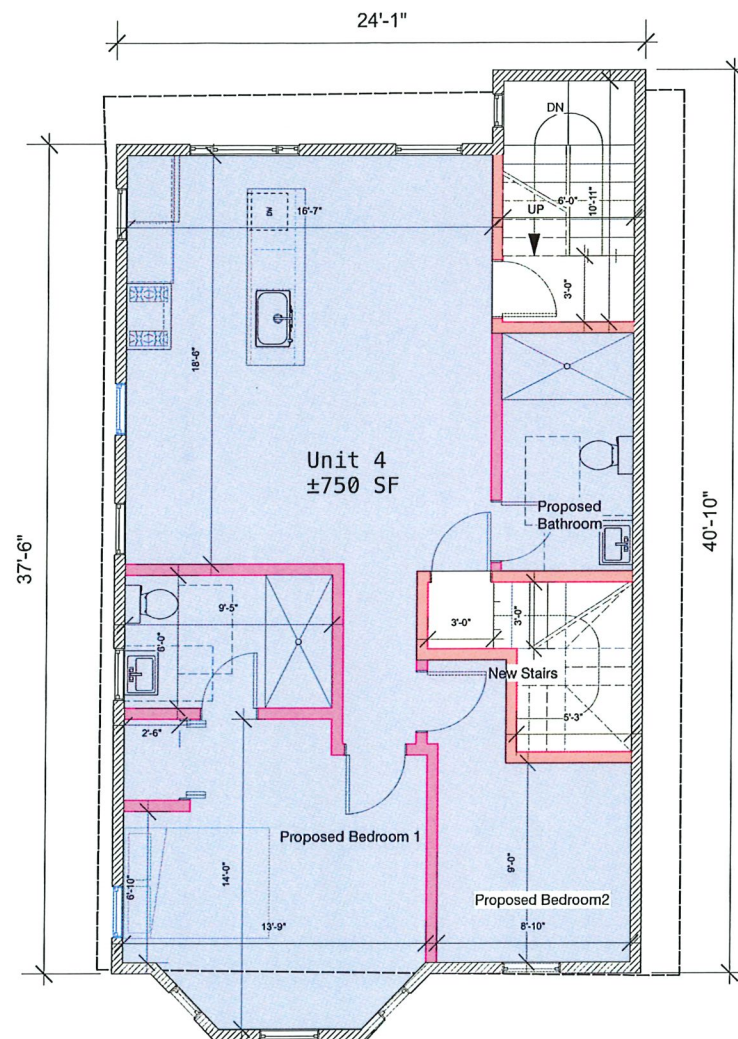 24'-1"
DN
16'-7"
DW
6'-0"
10'-11"
UP
3'-0"
18'-6"
Unit 4
±750 SF
Proposed
Bathroom
37'-6"
40'-10"
9'-5"
6'-0"
3'-0"
3'-0"
New Stairs
2'-6"
5'-3"
Proposed Bedroom 1
14'-0"
6'-10"
9'-0"
Proposed Bedroom2
13'-9"
8'-10"